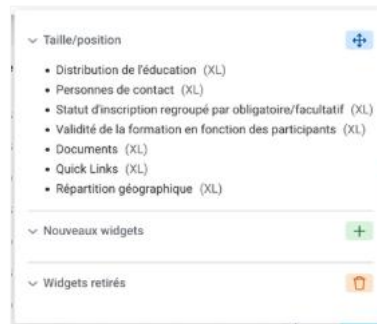 Taille/position
• Distribution de l'éducation (XL)
• Personnes de contact (XL)
• Statut d'inscription regroupé par obligatoire/facultatif (XL)
• Validité de la formation en fonction des participants (XL)
• Documents (XL)
• Quick Links (XL)
• Répartition géographique (XL)
Nouveaux widgets
Widgets retirés